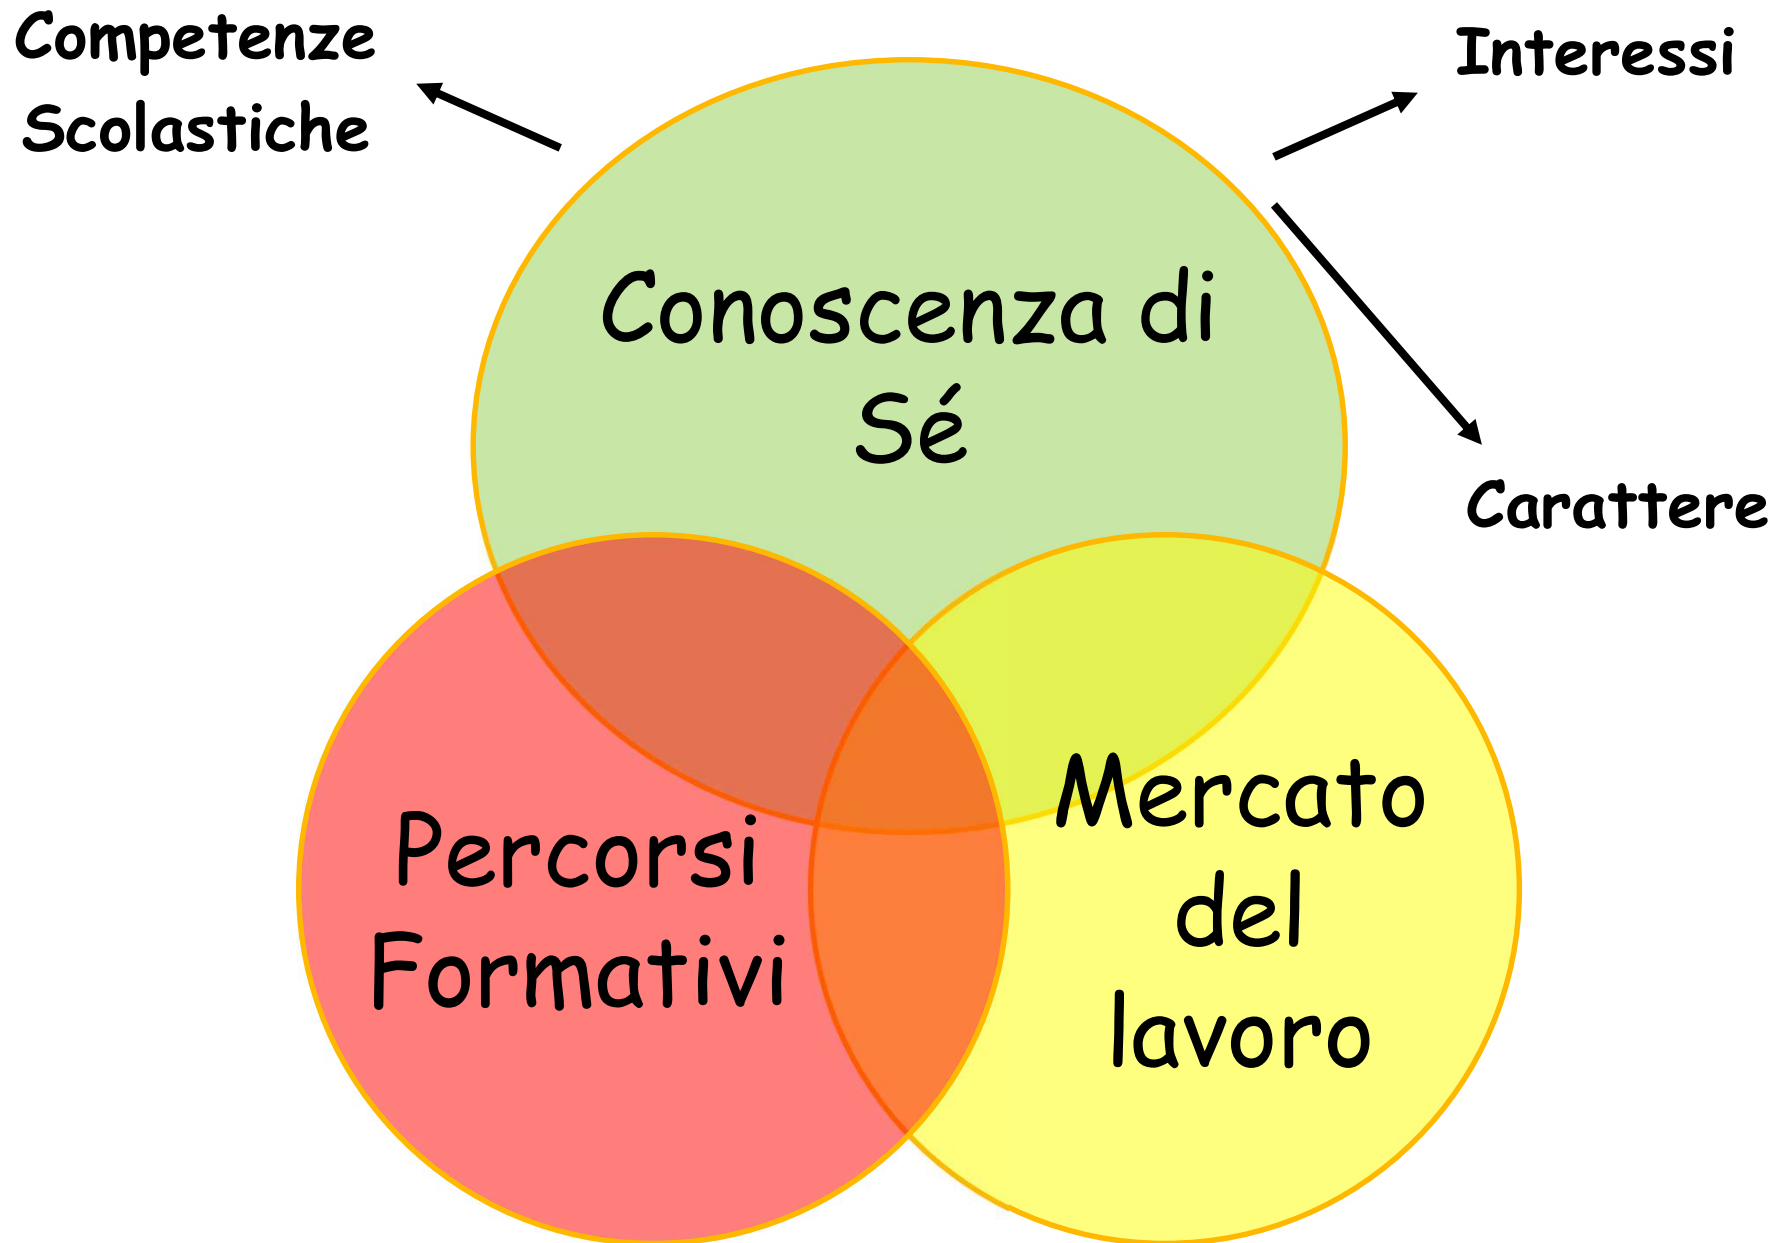 Competenze
Scolastiche
Interessi
Conoscenza di
Sé
Carattere
Percorsi
Formativi
Mercato
del
lavoro